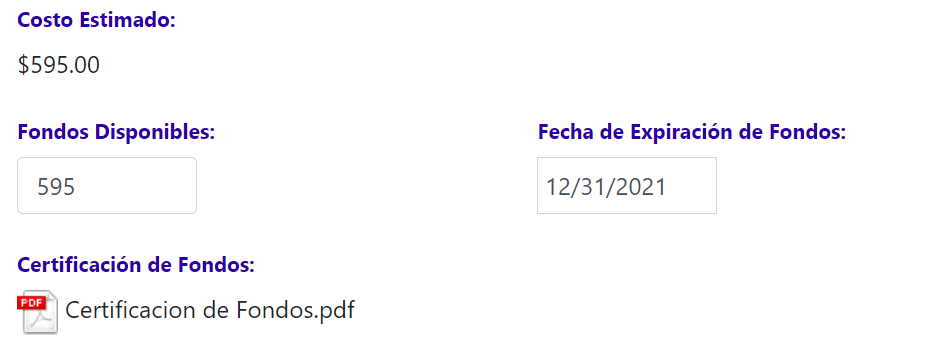 Costo Estimado:
$595.00
Fondos Disponibles:
Fecha de Expiración de Fondos:
595
12/31/2021
Certificación de Fondos:
PDF
Certificacion de Fondos.pdf